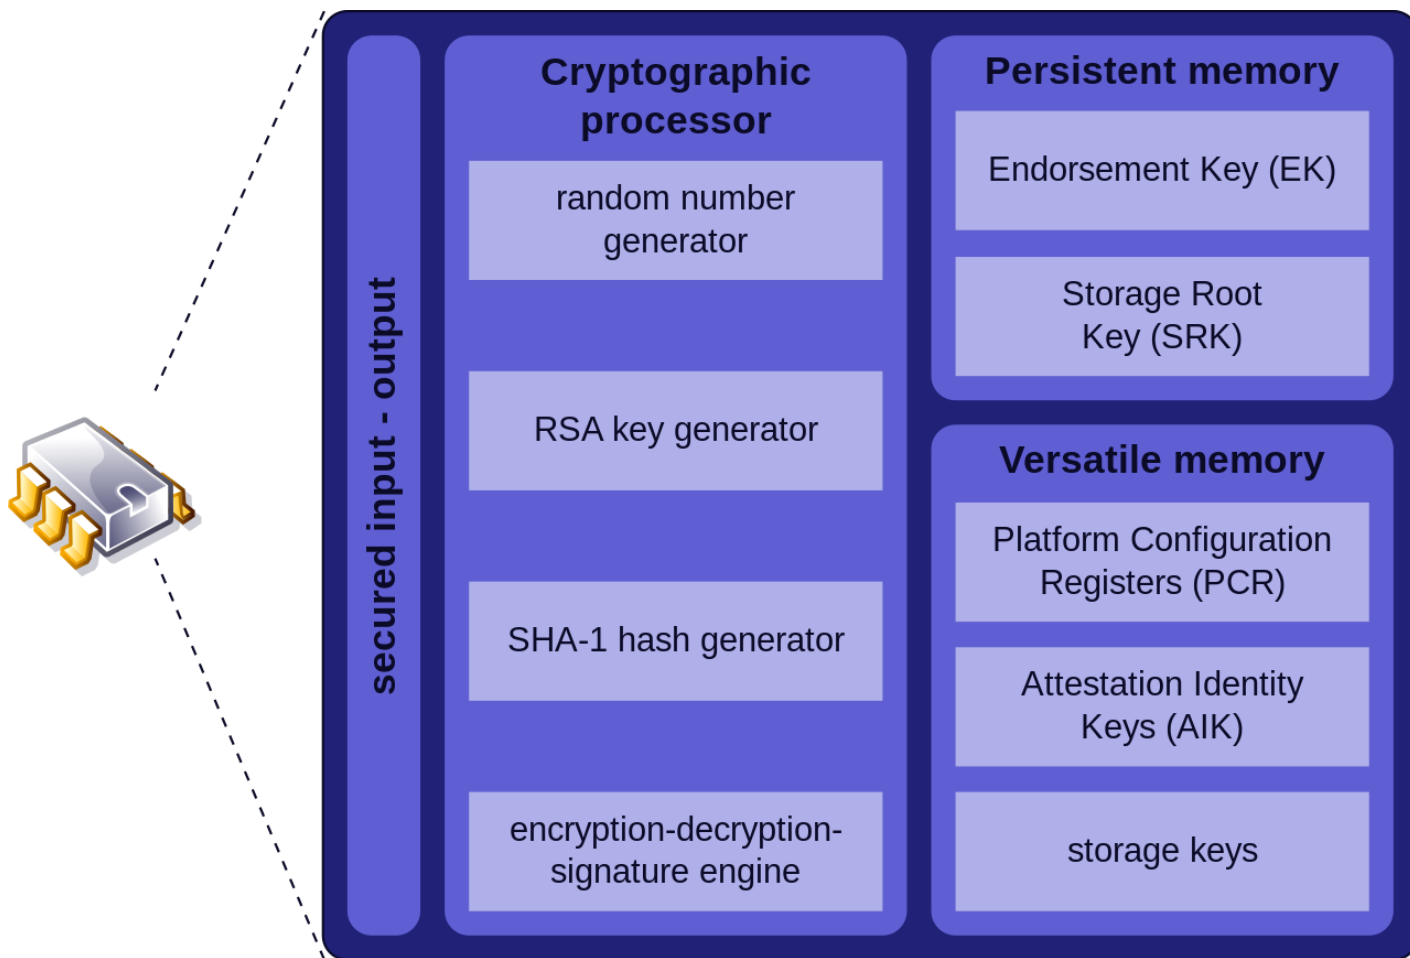 secured input - output
Cryptographic
processor
random number
generator
RSA key generator
SHA-1 hash generator
encryption-decryption-
signature engine
Persistent memory
Endorsement Key (EK)
Storage Root
Key (SRK)
Versatile memory
Platform Configuration
Registers (PCR)
Attestation Identity
Keys (AIK)
storage keys